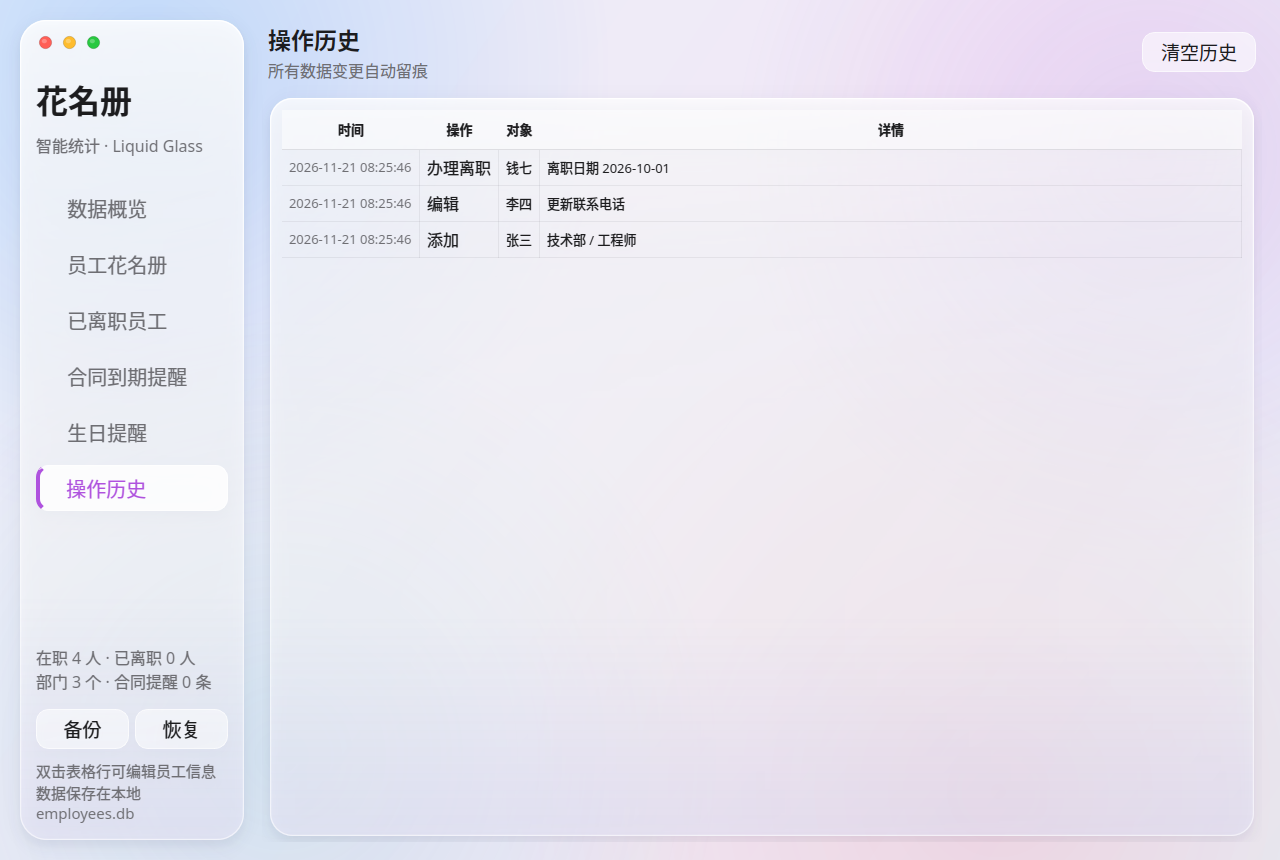 花名册
智能统计 · Liquid Glass
数据概览
员工花名册
已离职员工
合同到期提醒
生日提醒
操作历史
在职 4 人 · 已离职 0 人
部门 3 个 · 合同提醒 0 条
备份 恢复
双击表格行可编辑员工信息
数据保存在本地
employees.db
操作历史
所有数据变更自动留痕
清空历史
时间 操作 对象 详情
2026-11-21 08:25:46 办理离职 钱七 离职日期 2026-10-01
2026-11-21 08:25:46 编辑 李四 更新联系电话
2026-11-21 08:25:46 添加 张三 技术部 / 工程师